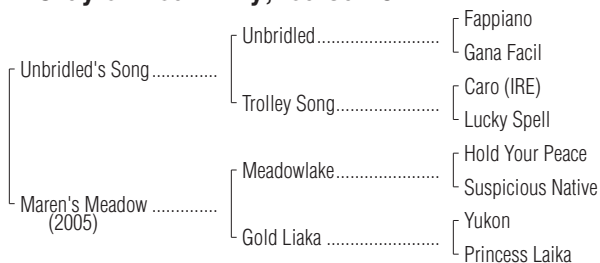 Fappiano
Unbridled........................
Gana Facil
Unbridled's Song.............
Caro (IRE)
Trolley Song.....................
Lucky Spell
Hold Your Peace
Meadowlake.....................
Suspicious Native
Maren's Meadow .............
(2005)
Yukon
Gold Liaka ......................
Princess Laika